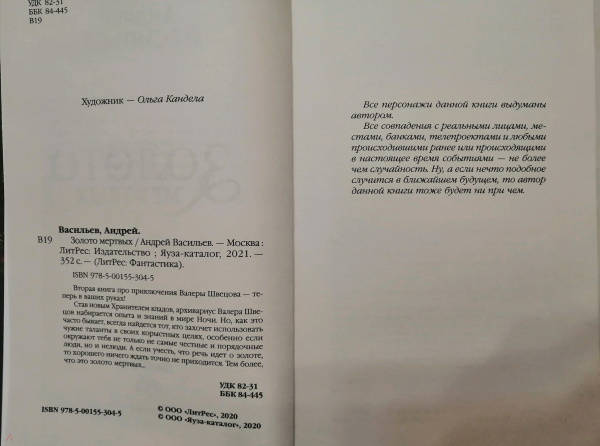 УДК 82-31
ББК 84-445
В19
Художник — Ольга Кандела
Васильев, Андрей.
В19 Золото мертвых / Андрей Васильев. — Москва :
ЛитРес: Издательство ; Яуза-каталог, 2021. —
352 с. — (ЛитРес: Фантастика).
ISBN 978-5-00155-304-5
Вторая книга про приключения Валеры Швецова — те-
перь в ваших руках!
Став новым Хранителем кладов, архивариус Валера Шве-
цов набирается опыта и знаний в мире Ночи. Но, как это
часто бывает, всегда найдется тот, кто захочет использовать
чужие таланты в своих корыстных целях, особенно если
окружают тебя не только не самые честные и порядочные
люди, но и нелюди. А если учесть, что речь идет о золоте,
то хорошего ничего ждать точно не приходится. Тем более,
что это золото мертвых...
УДК 82-31
ББК 84-445
© ООО «ЛитРес», 2020
ISBN 978-5-00155-304-5 © ООО «Яуза-каталог», 2020
Все персонажи данной книги выдуманы
автором.
Все совпадения с реальными лицами, ме-
стами, банками, телепроектами и любыми
происходившими ранее или происходящими
в настоящее время событиями — не более
чем случайность. Ну, а если нечто подобное
случится в ближайшем будущем, то автор
данной книги тоже будет ни при чем.